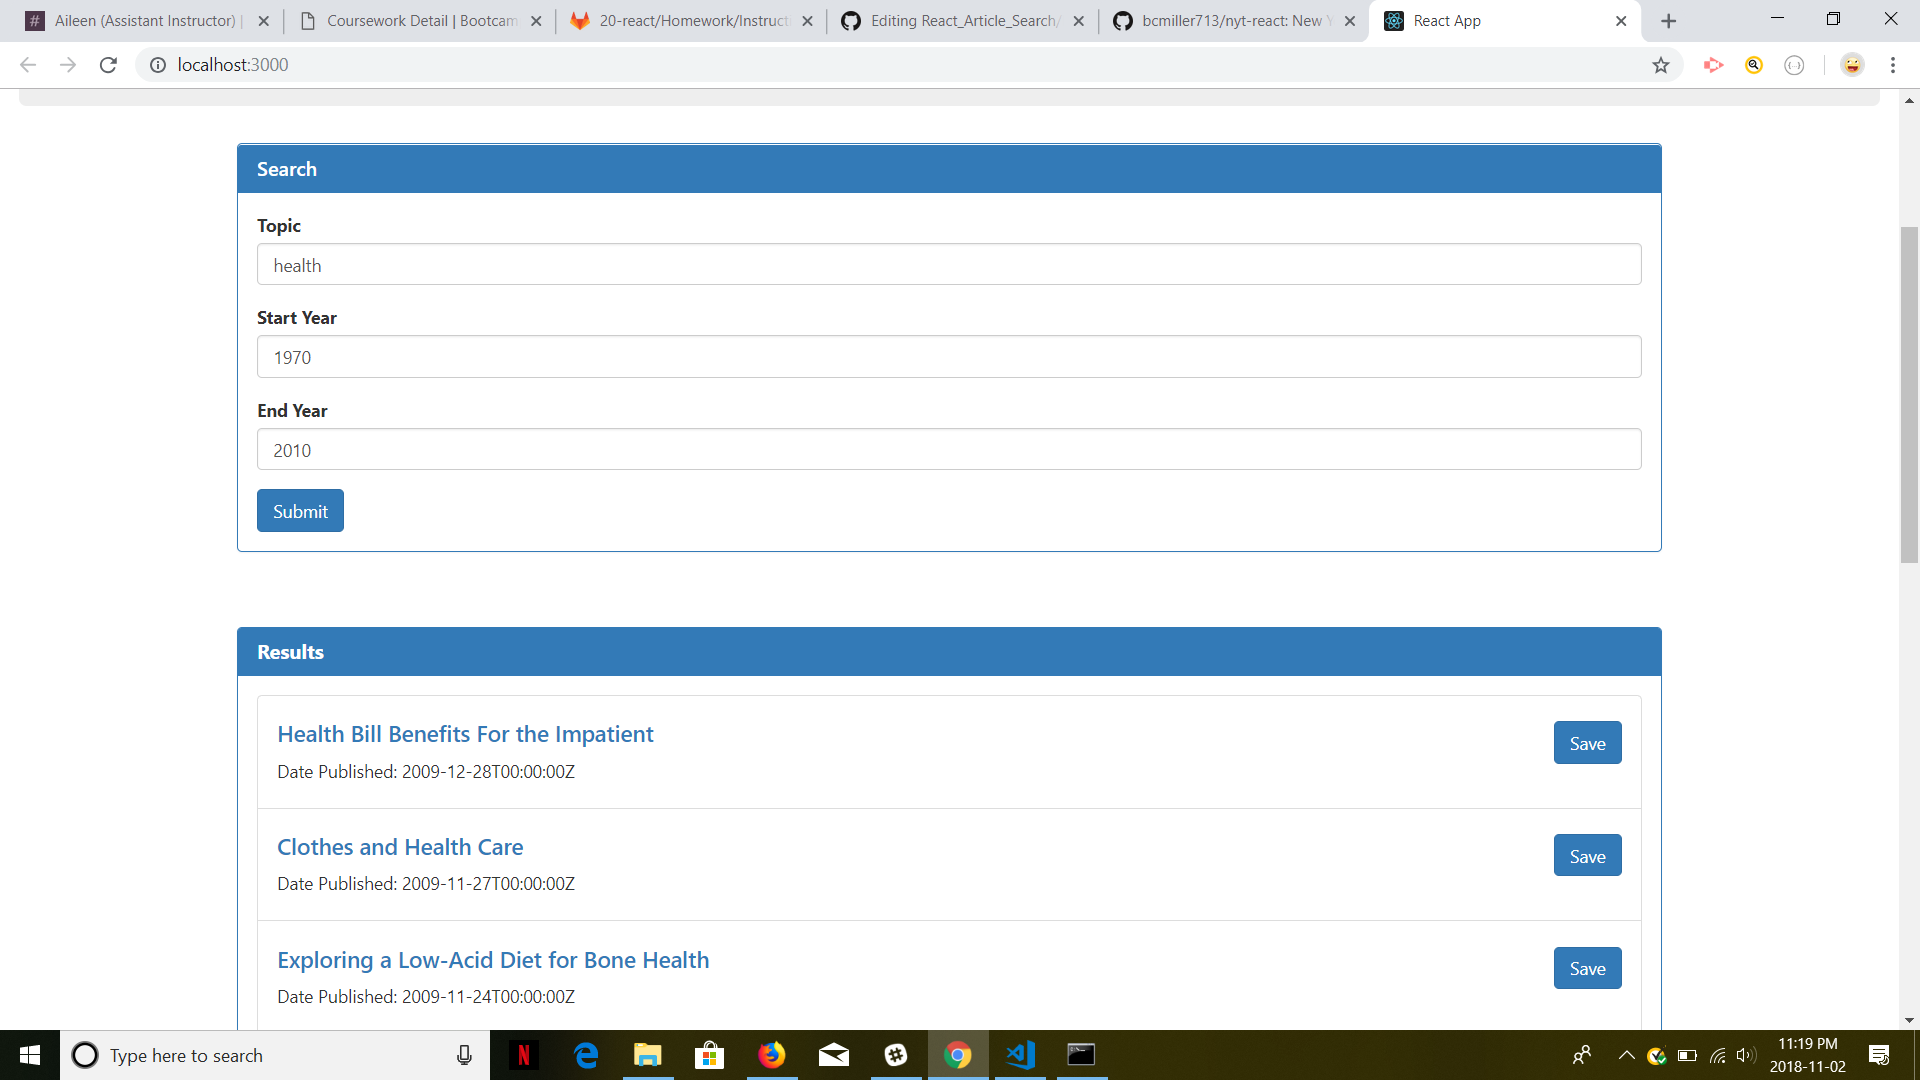 Aileen (Assistant Instructor) |
Coursework Detail | Bootcam
20-react/Homework/Instruct
Editing React_Article_Search/
bcmiller713/nyt-react: New Y
React App
localhost:3000
Search
Topic
health
Start Year
1970
End Year
2010
Submit
Results
Health Bill Benefits For the Impatient
Save
Date Published: 2009-12-28T00:00:00Z
Clothes and Health Care
Save
Date Published: 2009-11-27T00:00:00Z
Exploring a Low-Acid Diet for Bone Health
Save
Date Published: 2009-11-24T00:00:00Z
Type here to search
11:19 PM
2018-11-02